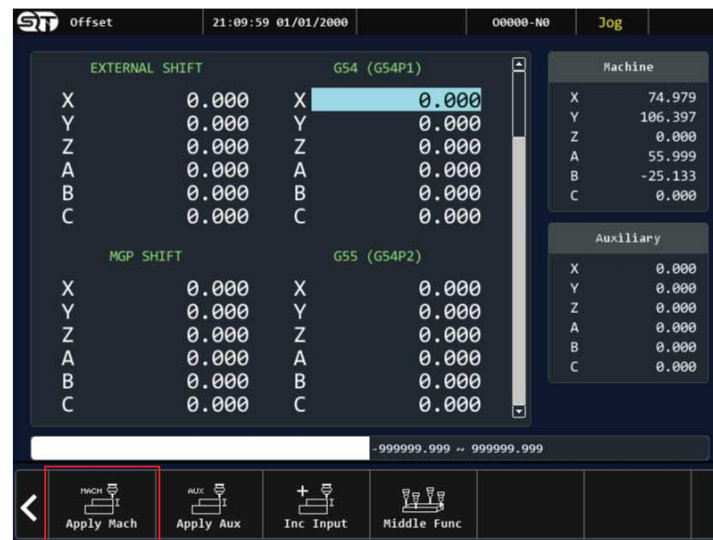 ST Offset 21:09:59 01/01/2000 O0000-N0 Jog
EXTERNAL SHIFT G54 (G54P1)
X 0.000 X 0.000
Y 0.000 Y 0.000
Z 0.000 Z 0.000
A 0.000 A 0.000
B 0.000 B 0.000
C 0.000 C 0.000
MGP SHIFT G55 (G54P2)
X 0.000 X 0.000
Y 0.000 Y 0.000
Z 0.000 Z 0.000
A 0.000 A 0.000
B 0.000 B 0.000
C 0.000 C 0.000
Machine
X 74.979
Y 106.397
Z 0.000
A 55.999
B -25.133
C 0.000
Auxiliary
X 0.000
Y 0.000
Z 0.000
A 0.000
B 0.000
C 0.000
-999999.999 ~ 999999.999
MACH
Apply Mach
AUX
Apply Aux
+
Inc Input
Middle Func